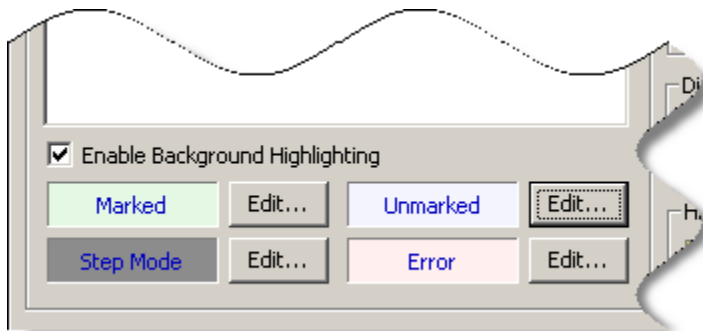 Enable Background Highlighting
Marked Edit... Unmarked Edit...
Step Mode Edit... Error Edit...